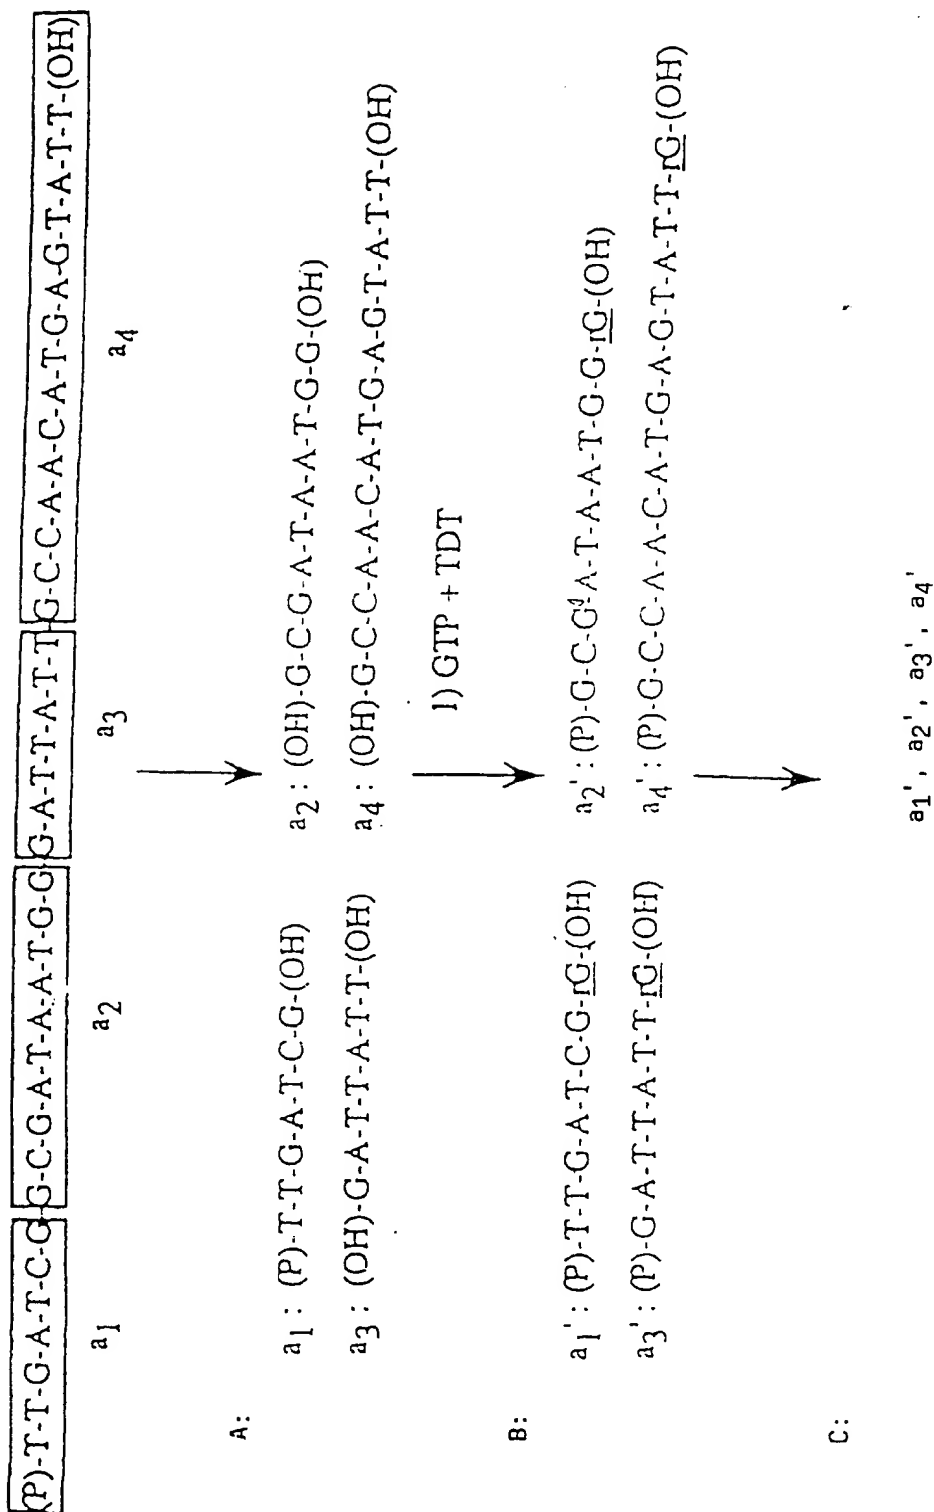 (P)-T-T-G-A-T-C-G G-C-G-A-T-A-A-T-G-G G-A-T-T-A-T-T G-C-C-A-A-C-A-T-G-A-G-T-A-T-T-(OH)
a1 a2 a3 a4
A:
a1 : (P)-T-T-G-A-T-C-G-(OH) a2 : (OH)-G-C-G-A-T-A-A-T-G-G-(OH)
a3 : (OH)-G-A-T-T-A-T-T-(OH) a4 : (OH)-G-C-C-A-A-C-A-T-G-A-G-T-A-T-T-(OH)
1) GTP + TDT
B:
a1' : (P)-T-T-G-A-T-C-G-rG-(OH) a2' : (P)-G-C-G-A-T-A-A-T-G-G-rG-(OH)
a3' : (P)-G-A-T-T-A-T-T-rG-(OH) a4' : (P)-G-C-C-A-A-C-A-T-G-A-G-T-A-T-T-rG-(OH)
C:
a1', a2', a3', a4'